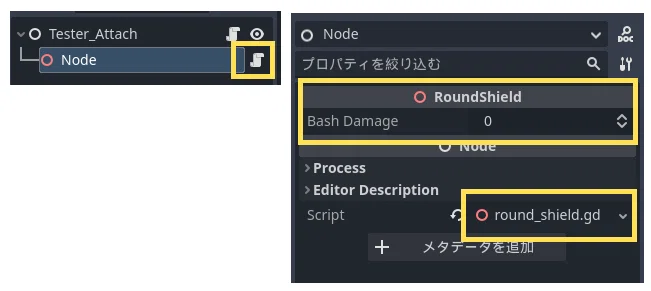 Tester_Attach
Node
Node
DOC
プロパティを絞り込む
RoundShield
Bash Damage 0
Node
Process
Editor Description
Script round_shield.gd
メタデータを追加